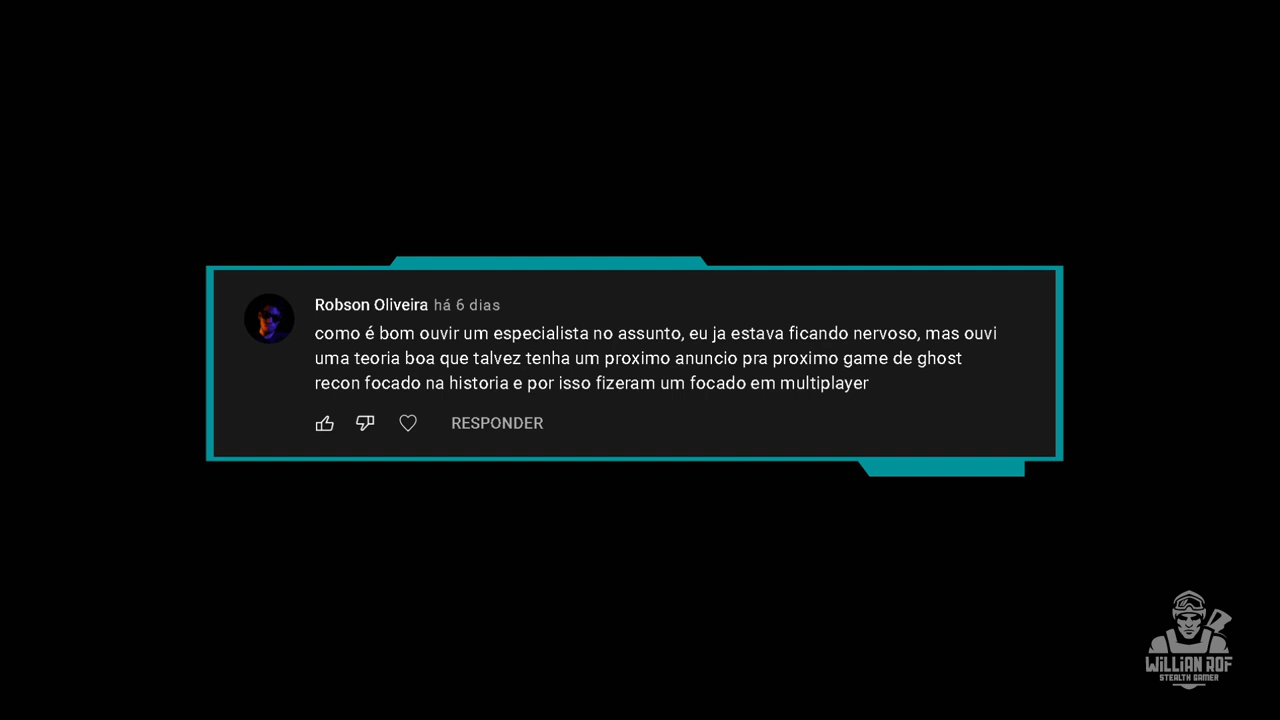 Robson Oliveira há 6 dias
como é bom ouvir um especialista no assunto, eu ja estava ficando nervoso, mas ouvi
uma teoria boa que talvez tenha um proximo anuncio pra proximo game de ghost
recon focado na historia e por isso fizeram um focado em multiplayer
RESPONDER
WILLIAN ROF
STEALTH GAMER